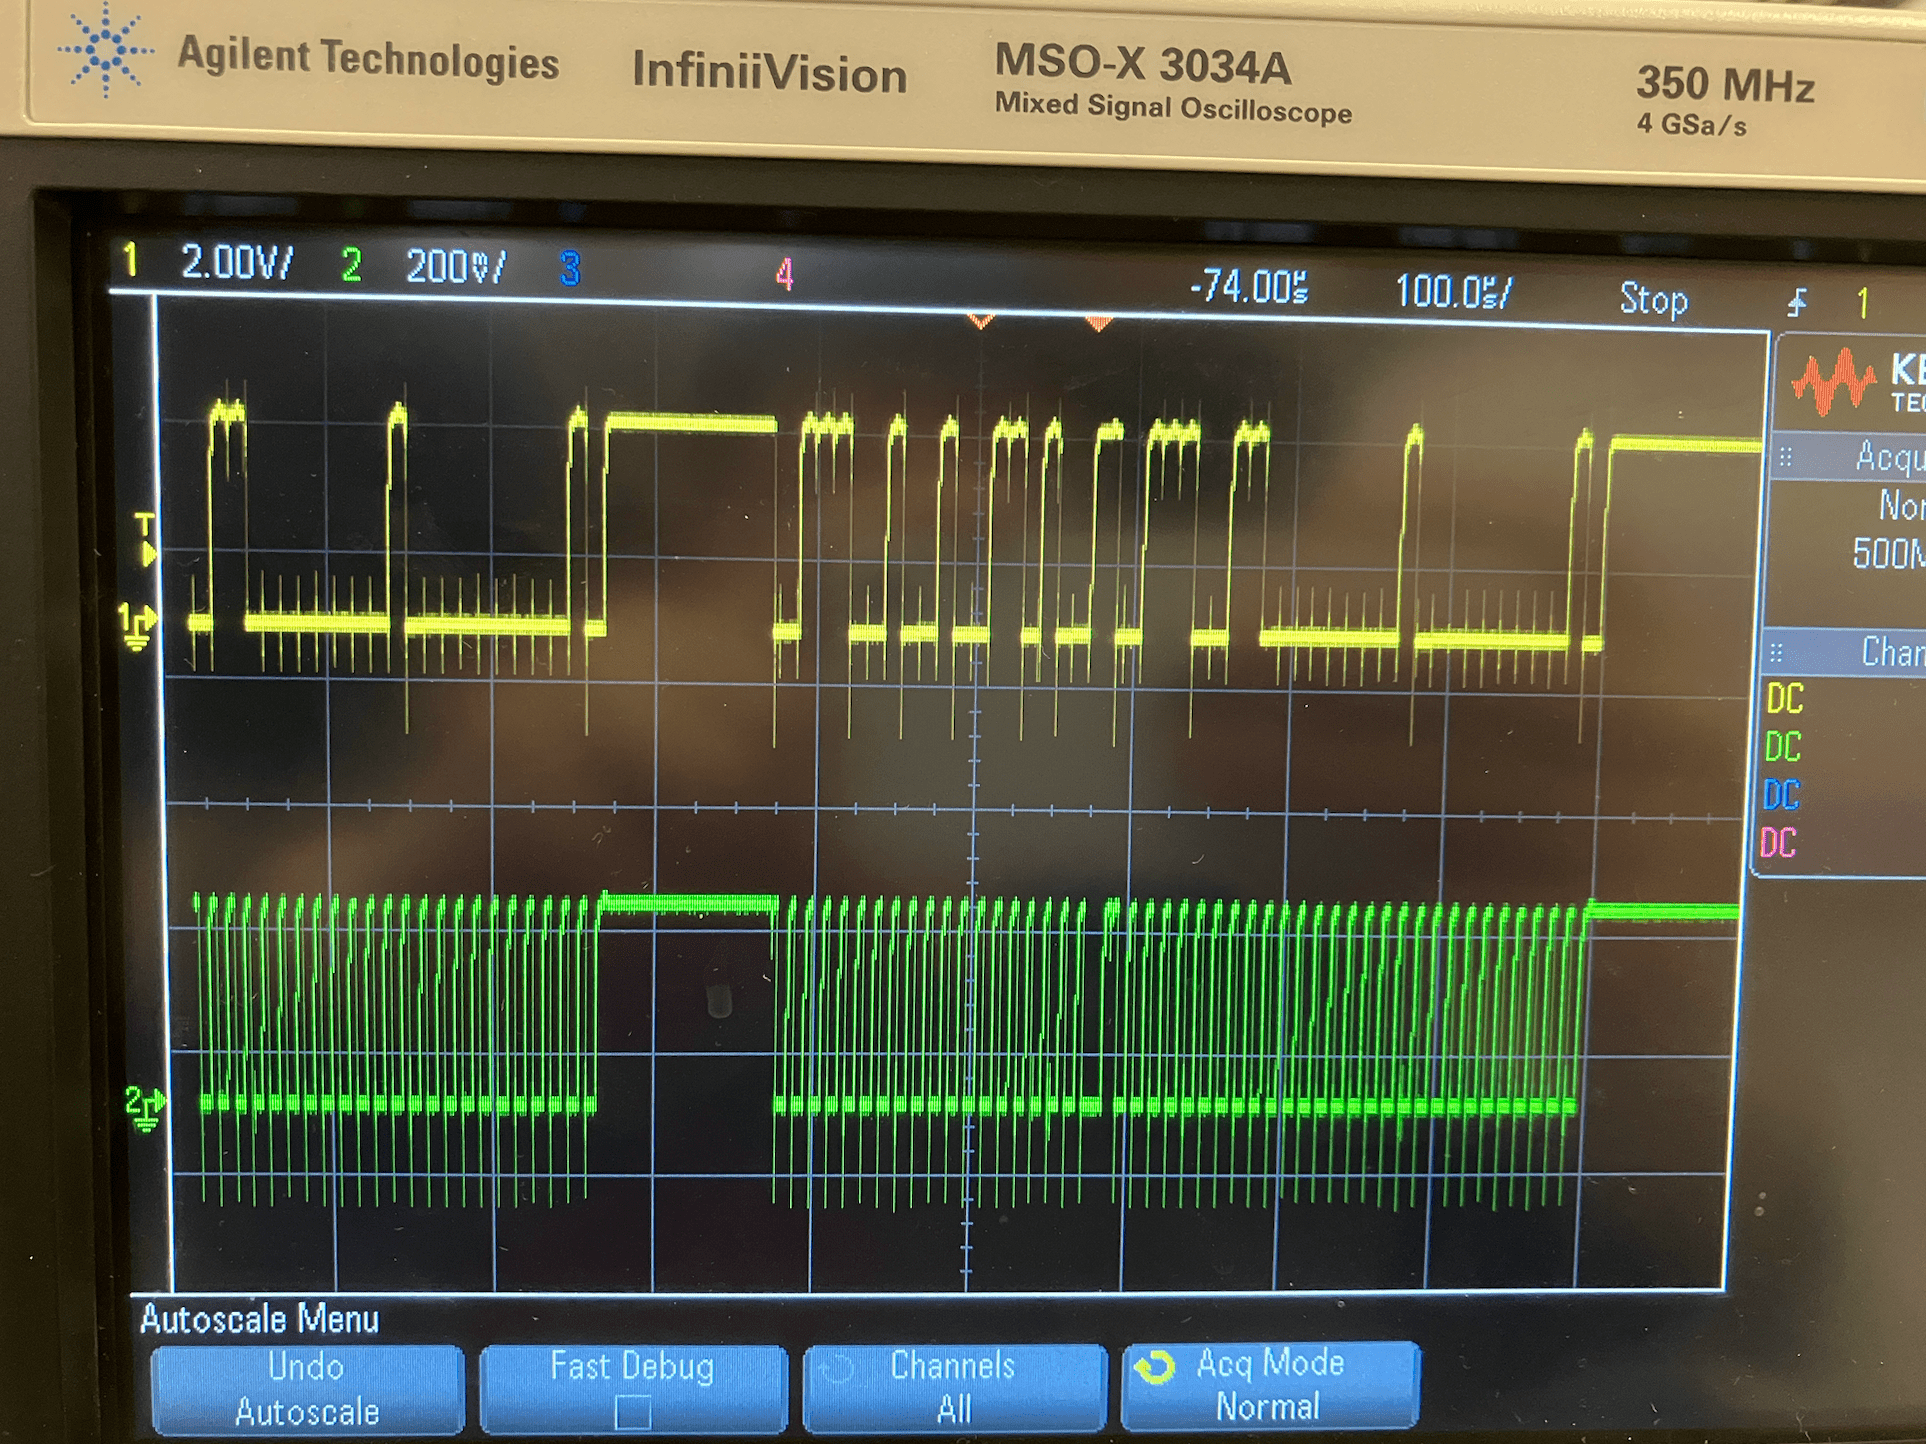 Agilent Technologies InfiniiVision MSO-X 3034A 350 MHz
Mixed Signal Oscilloscope 4 GSa/s
1 2.00V/ 2 200mV/ 3 4 -74.00µs 100.0µs/ Stop 1
KE
TEC
Acqu
Nor
500M
T
1
Chan
DC
DC
DC
DC
2
Autoscale Menu
Undo Fast Debug Channels Acq Mode
Autoscale All Normal